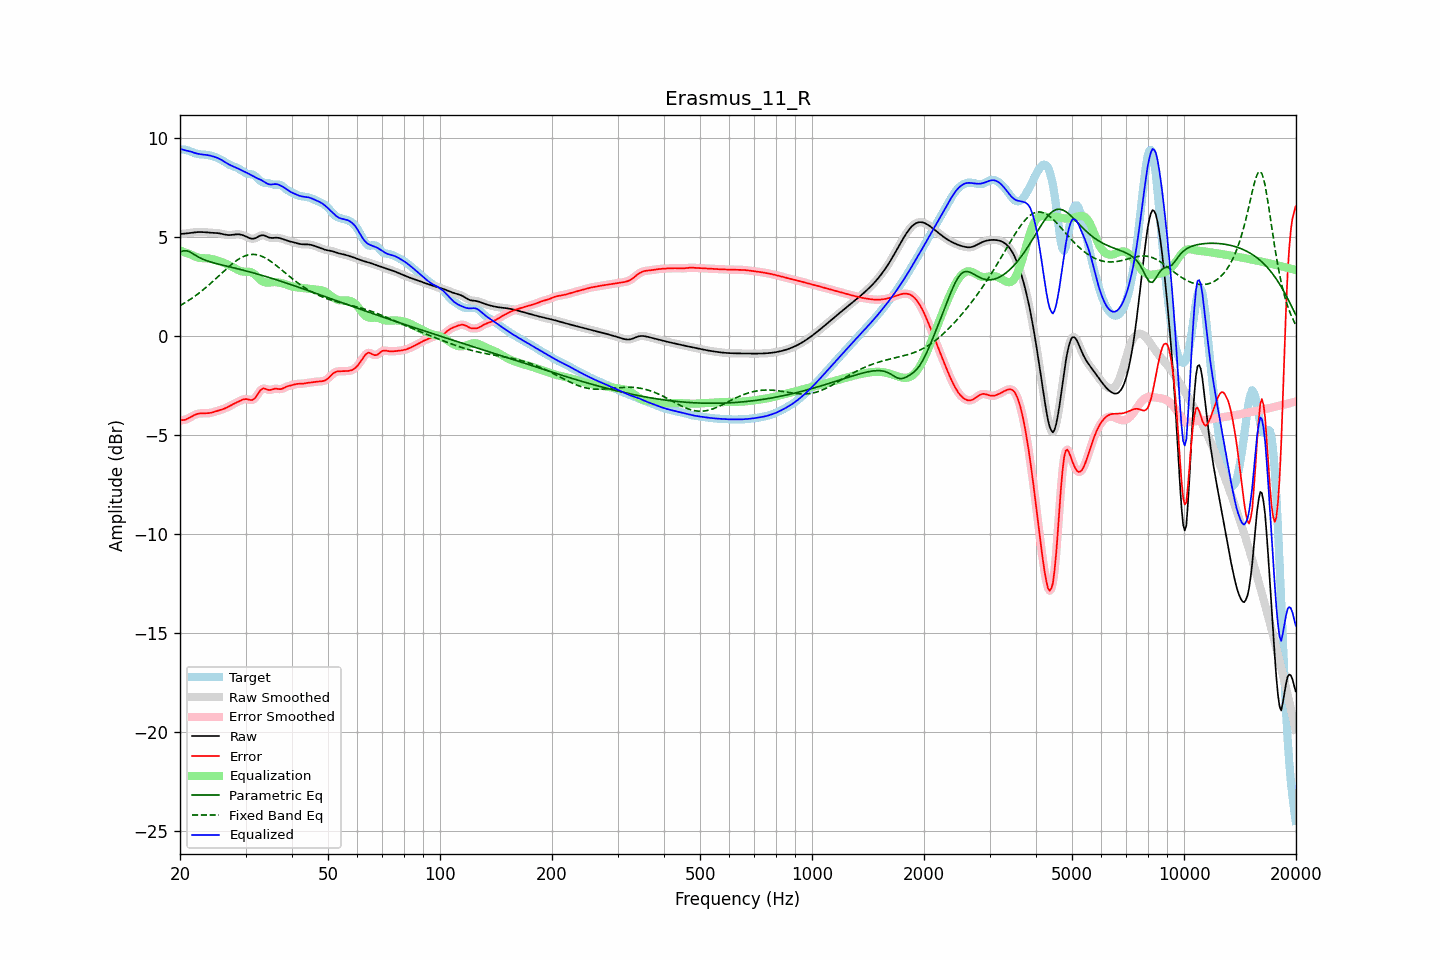 Erasmus_11_R
Amplitude (dBr)
10
5
0
−5
−10
−15
−20
−25
Target
Raw Smoothed
Error Smoothed
Raw
Error
Equalization
Parametric Eq
Fixed Band Eq
Equalized
20 50 100 200 500 1000 2000 5000 10000 20000
Frequency (Hz)